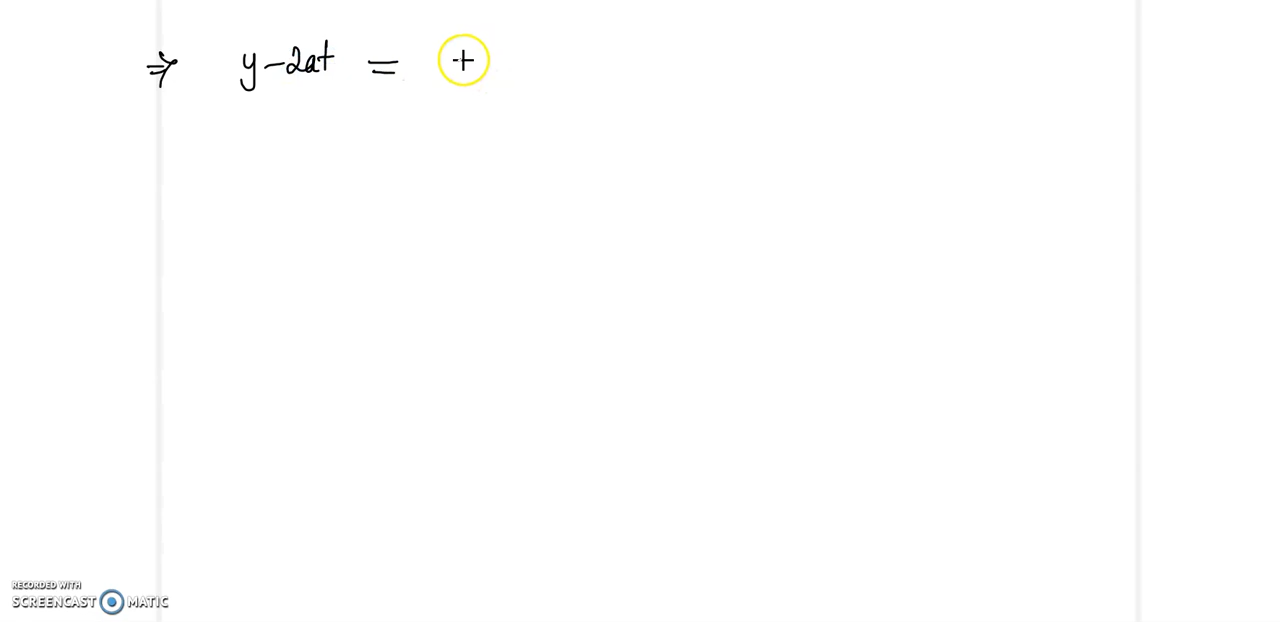 ⇒ y - 2at =
RECORDED WITH
SCREENCAST MATIC